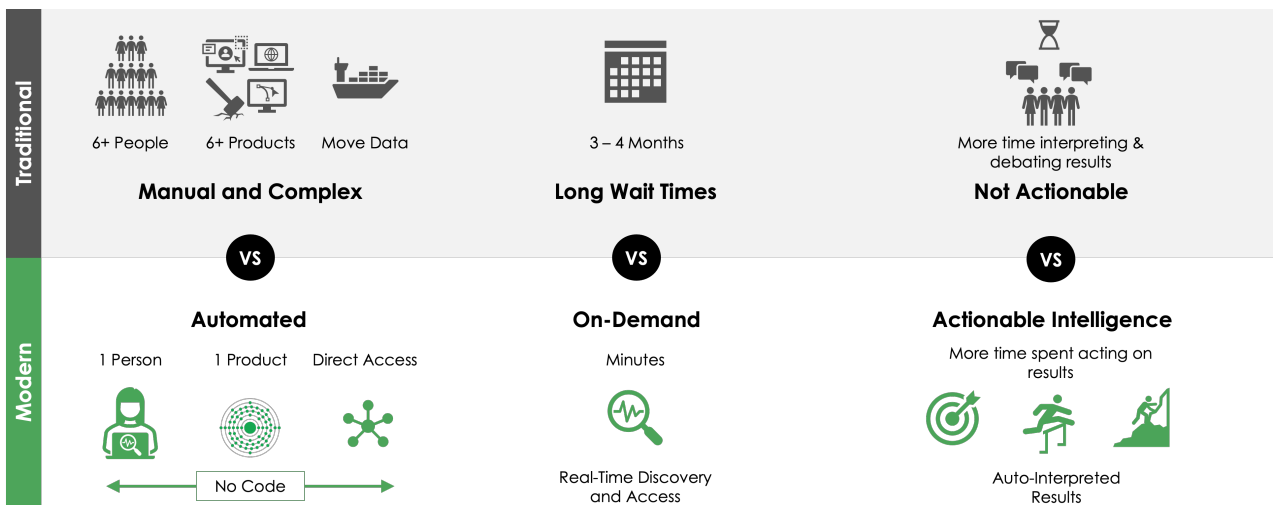 Traditional
6+ People
6+ Products
Move Data
Manual and Complex
3 – 4 Months
Long Wait Times
More time interpreting &
debating results
Not Actionable
VS
VS
VS
Modern
Automated
1 Person
1 Product
Direct Access
No Code
On-Demand
Minutes
Real-Time Discovery
and Access
Actionable Intelligence
More time spent acting on
results
Auto-Interpreted
Results